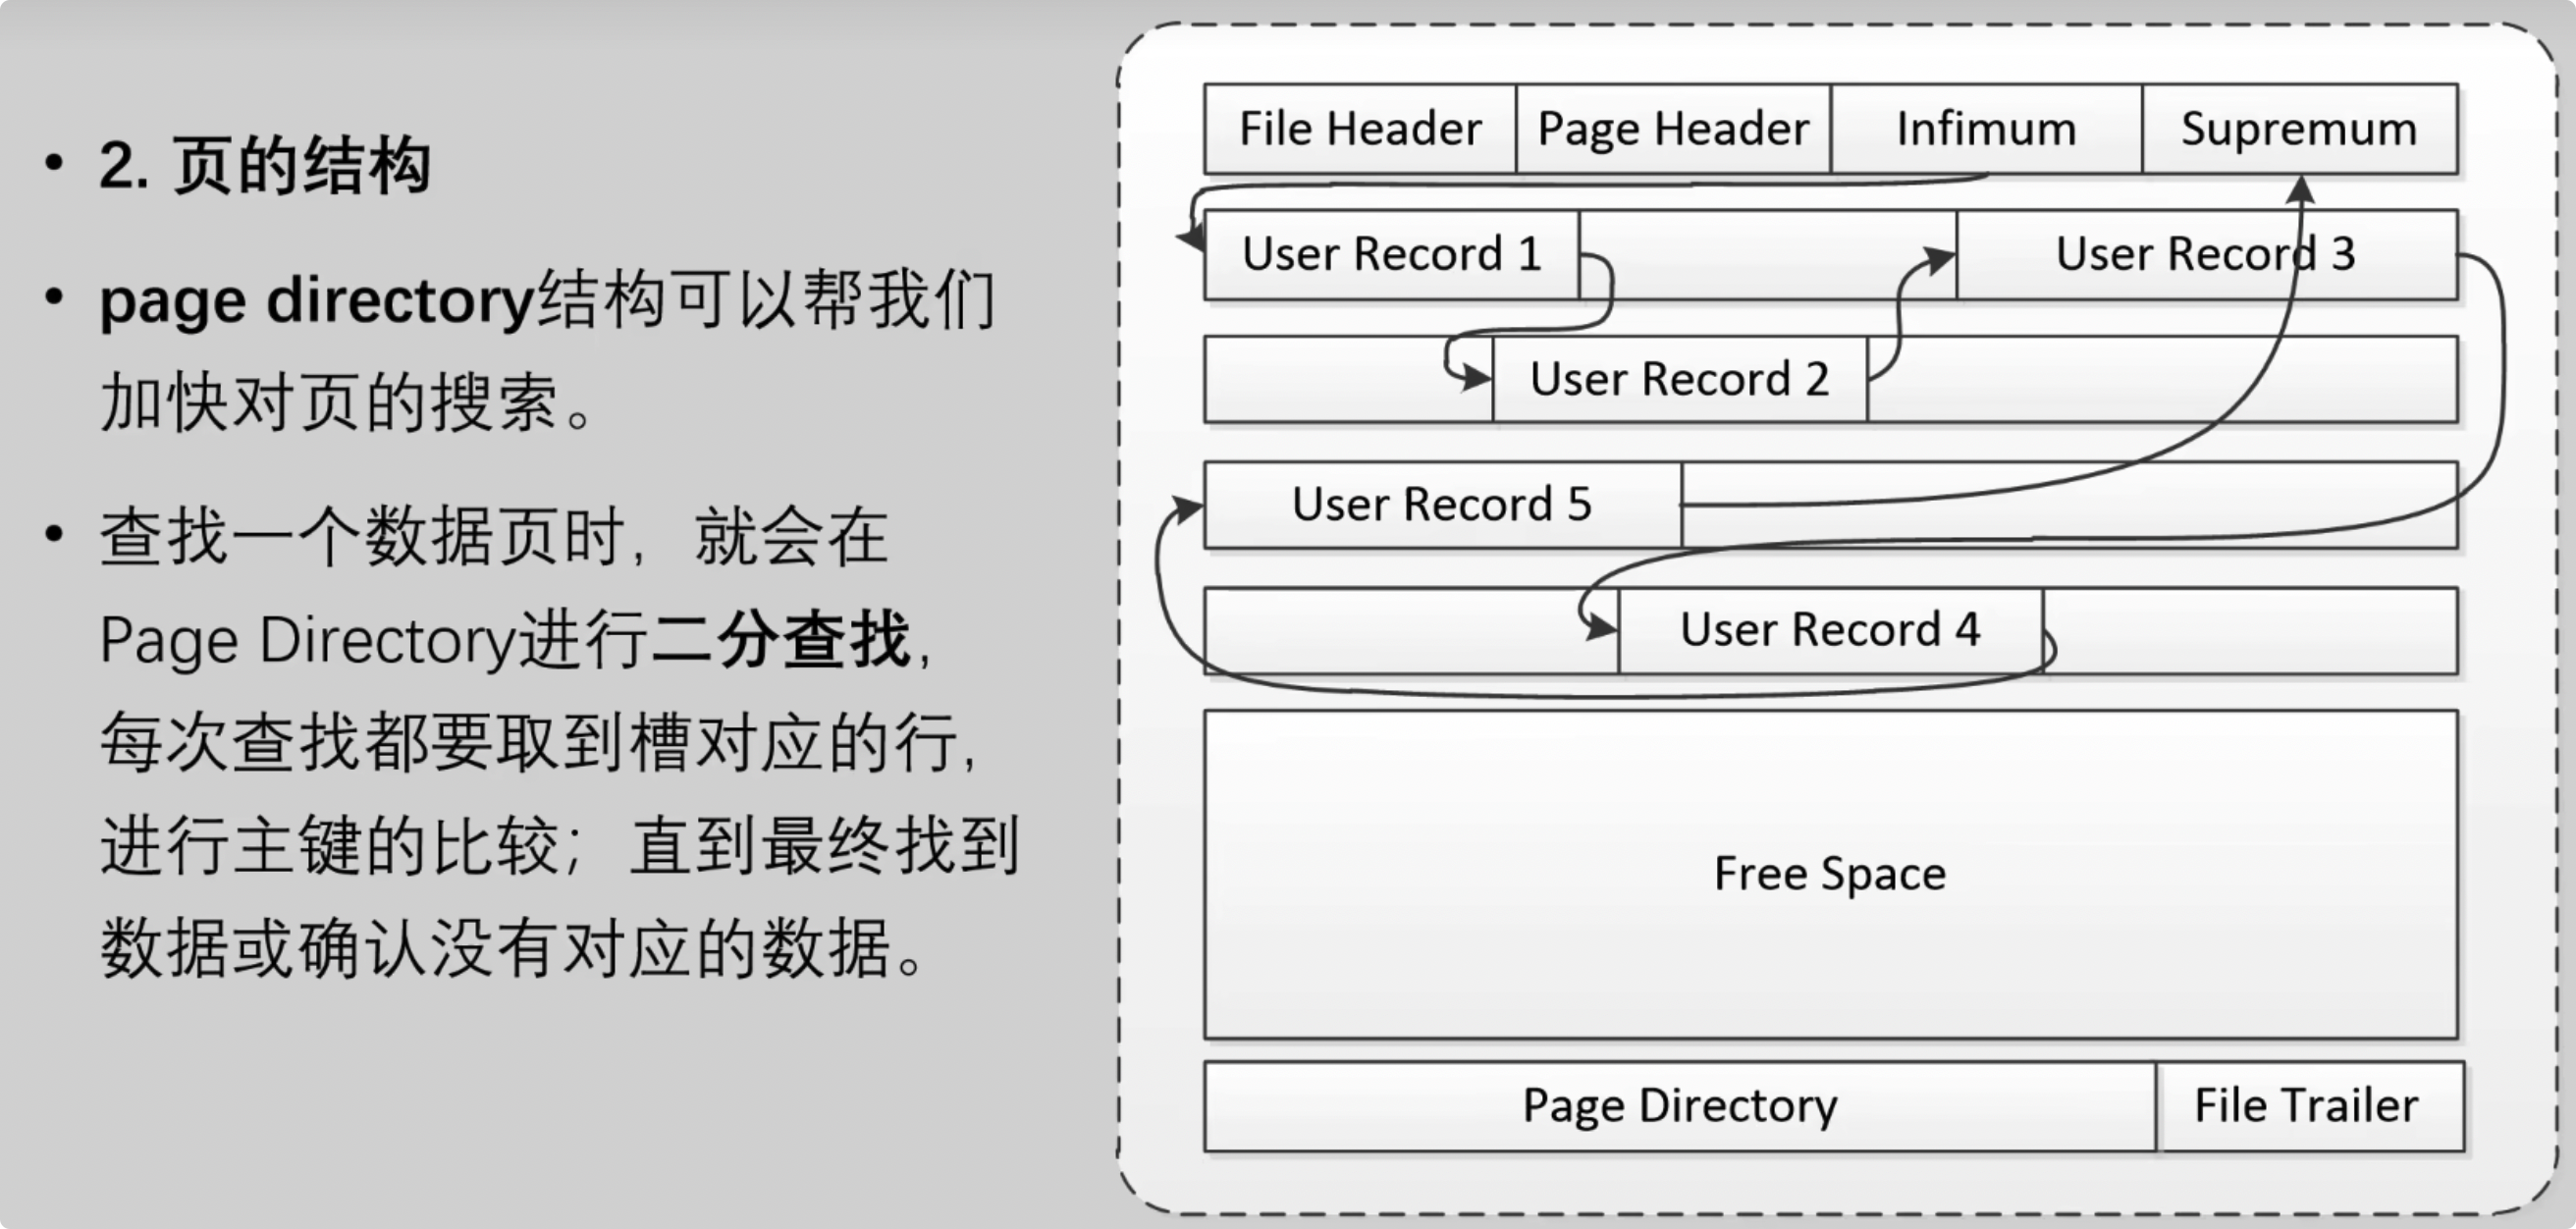 • 2. 页的结构
• page directory结构可以帮我们
加快对页的搜索。
• 查找一个数据页时，就会在
Page Directory进行二分查找，
每次查找都要取到槽对应的行，
进行主键的比较；直到最终找到
数据或确认没有对应的数据。
File Header
Page Header
Infimum
Supremum
User Record 1
User Record 3
User Record 2
User Record 5
User Record 4
Free Space
Page Directory
File Trailer